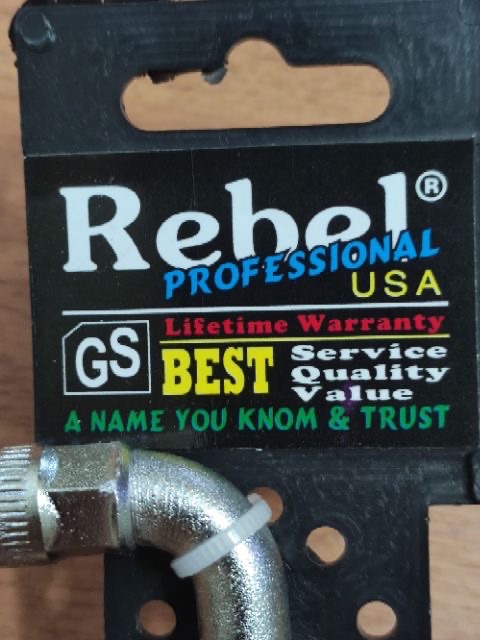 Rebel®
PROFESSIONAL
USA
GS
Lifetime Warranty
BEST
Service
Quality
Value
A NAME YOU KNOM & TRUST